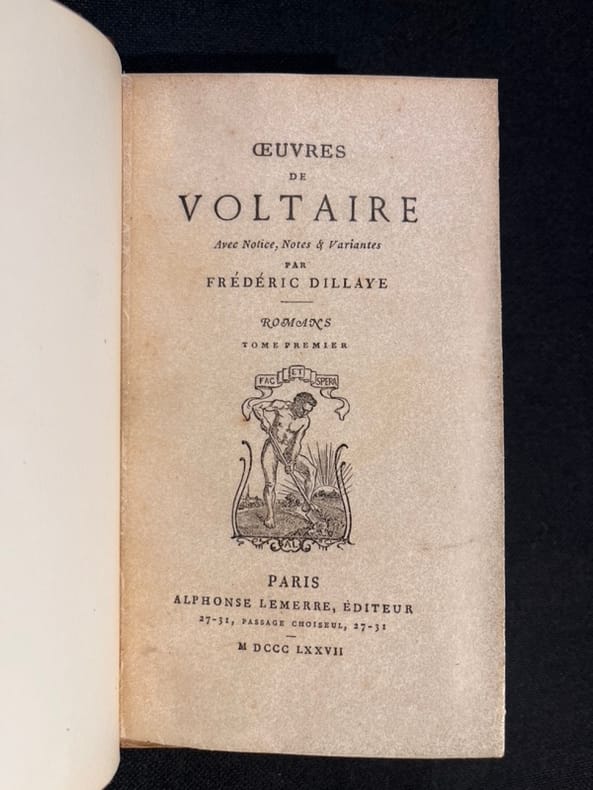 ŒUVRES
DE
VOLTAIRE
Avec Notice, Notes & Variantes
PAR
FRÉDÉRIC DILLAYE
ROMANS
TOME PREMIER
FAC ET SPERA
AL
PARIS
ALPHONSE LEMERRE, ÉDITEUR
27-31, PASSAGE CHOISEUL, 27-31
M DCCC LXXVII